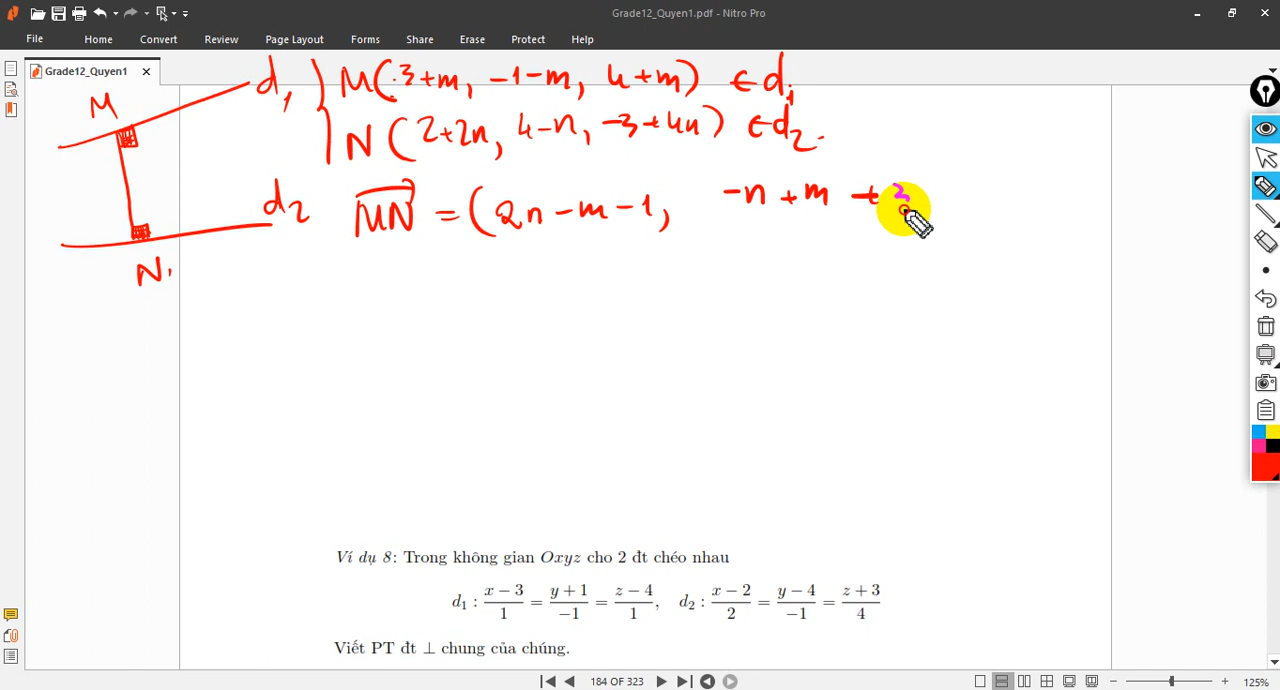 Grade12_Quyen1.pdf - Nitro Pro
File Home Convert Review Page Layout Forms Share Erase Protect Help
Grade12_Quyen1
d₁ M(3+m, -1-m, 4+m) ∈ d₁
M
N(2+2n, 4-n, -3+4n) ∈ d₂.
d₂ MN = (2n-m-1, -n+m +
N
Ví dụ 8: Trong không gian Oxyz cho 2 đt chéo nhau
d₁ : (x − 3)/1 = (y + 1)/−1 = (z − 4)/1, d₂ : (x − 2)/2 = (y − 4)/−1 = (z + 3)/4
Viết PT đt ⊥ chung của chúng.
184 OF 323
125%